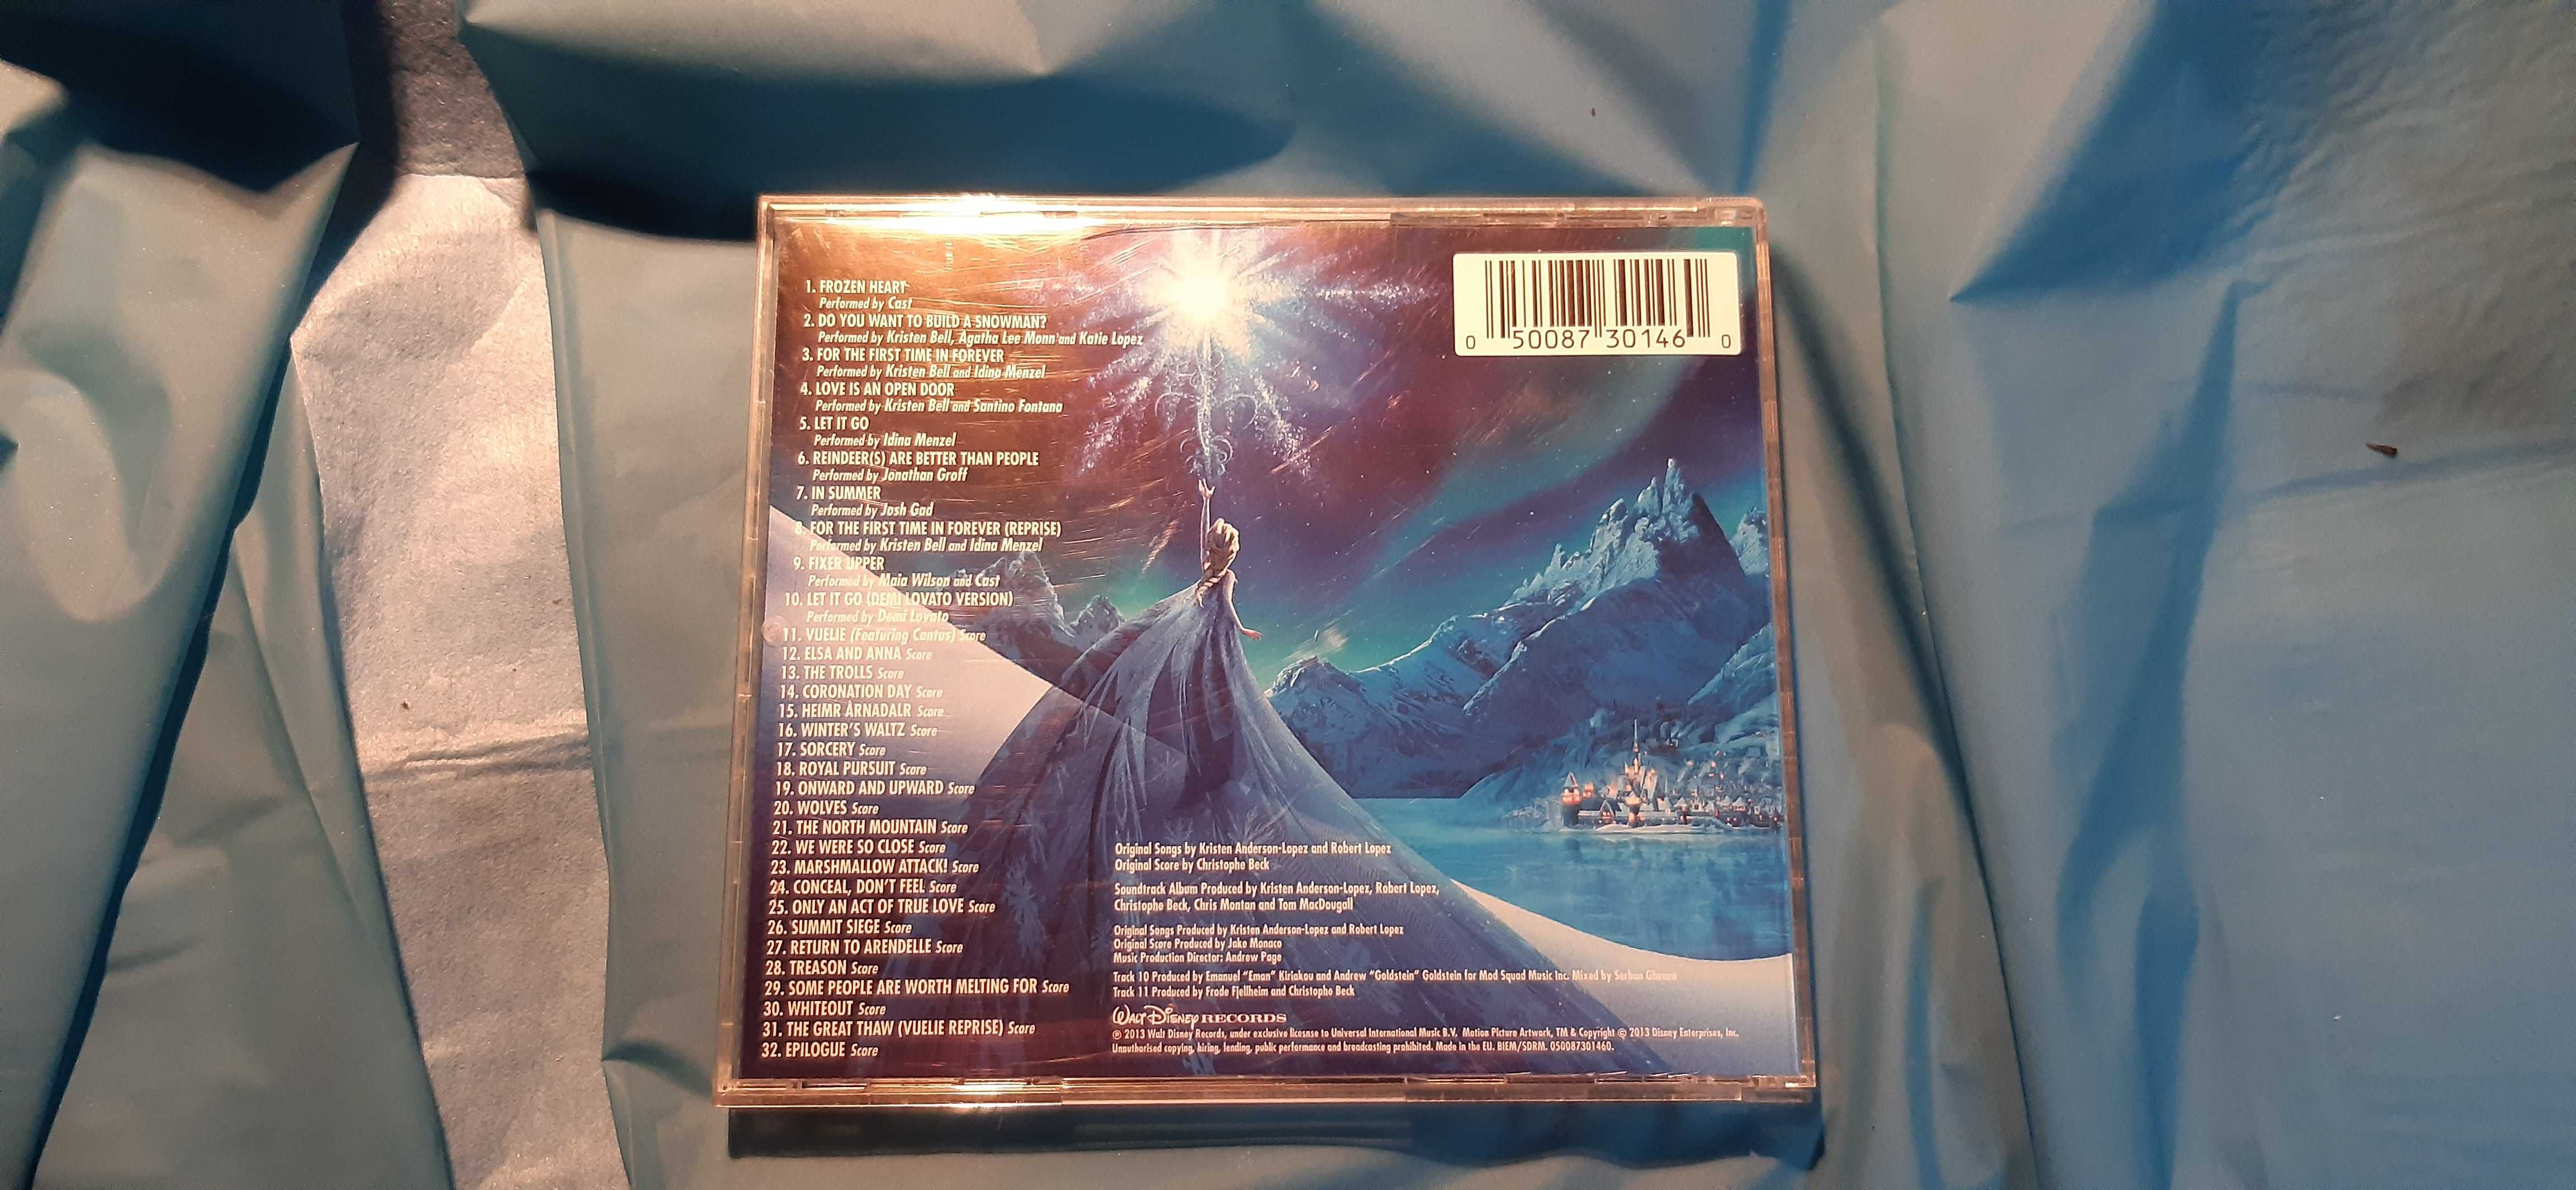 1. FROZEN HEART
Performed by Cast
2. DO YOU WANT TO BUILD A SNOWMAN?
Performed by Kristen Bell, Agatha Lee Monn and Katie Lopez
3. FOR THE FIRST TIME IN FOREVER
Performed by Kristen Bell and Idina Menzel
4. LOVE IS AN OPEN DOOR
Performed by Kristen Bell and Santino Fontana
5. LET IT GO
Performed by Idina Menzel
6. REINDEER(S) ARE BETTER THAN PEOPLE
Performed by Jonathan Groff
7. IN SUMMER
Performed by Josh Gad
8. FOR THE FIRST TIME IN FOREVER (REPRISE)
Performed by Kristen Bell and Idina Menzel
9. FIXER UPPER
Performed by Maia Wilson and Cast
10. LET IT GO (DEMI LOVATO VERSION)
Performed by Demi Lovato
11. VUELIE (Featuring Cantus) Score
12. ELSA AND ANNA Score
13. THE TROLLS Score
14. CORONATION DAY Score
15. HEIMR ÀRNADALR Score
16. WINTER'S WALTZ Score
17. SORCERY Score
18. ROYAL PURSUIT Score
19. ONWARD AND UPWARD Score
20. WOLVES Score
21. THE NORTH MOUNTAIN Score
22. WE WERE SO CLOSE Score
23. MARSHMALLOW ATTACK! Score
24. CONCEAL, DON'T FEEL Score
25. ONLY AN ACT OF TRUE LOVE Score
26. SUMMIT SIEGE Score
27. RETURN TO ARENDELLE Score
28. TREASON Score
29. SOME PEOPLE ARE WORTH MELTING FOR Score
30. WHITEOUT Score
31. THE GREAT THAW (VUELIE REPRISE) Score
32. EPILOGUE Score
0 50087 30146 0
Original Songs by Kristen Anderson-Lopez and Robert Lopez
Original Score by Christophe Beck
Soundtrack Album Produced by Kristen Anderson-Lopez, Robert Lopez,
Christophe Beck, Chris Montan and Tom MacDougall
Original Songs Produced by Kristen Anderson-Lopez and Robert Lopez
Original Score Produced by Jake Monaco
Music Production Director: Andrew Page
Track 10 Produced by Emanuel "Eman" Kiriakou and Andrew "Goldstein" Goldstein for Mod Squad Music Inc. Mixed by Serban Ghenea
Track 11 Produced by Frode Fjellheim and Christophe Beck
WALT DISNEY RECORDS
℗ 2013 Walt Disney Records, under exclusive licesnse to Universal International Music B.V. Motion Picture Artwork, TM & Copyright © 2013 Disney Enterprises, Inc.
Unauthorised copying, hiring, lending, public performance and broadcasting prohibited. Made in the EU. BIEM/SDRM. 050087301460.